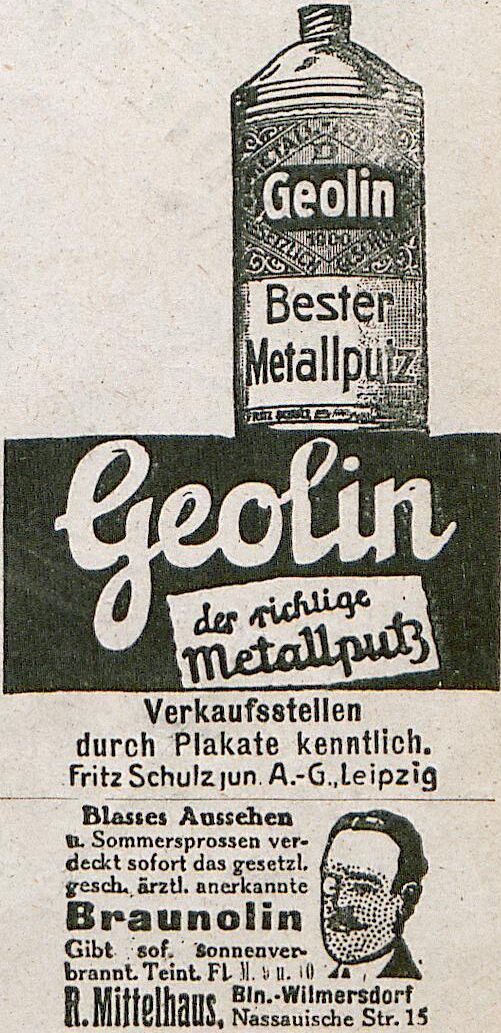 Geolin
Bester
Metallputz
Geolin
der richtige
Metallputz
Verkaufsstellen
durch Plakate kenntlich.
Fritz Schulz jun. A.-G., Leipzig
Blasses Aussehen
u. Sommersprossen ver-
deckt sofort das gesetzl.
gesch., ärztl. anerkannte
Braunolin
Gibt sof. sonnenver-
brannt. Teint. Fl. M.
R. Mittelhaus, Bln.-Wilmersdorf
Nassauische Str. 15